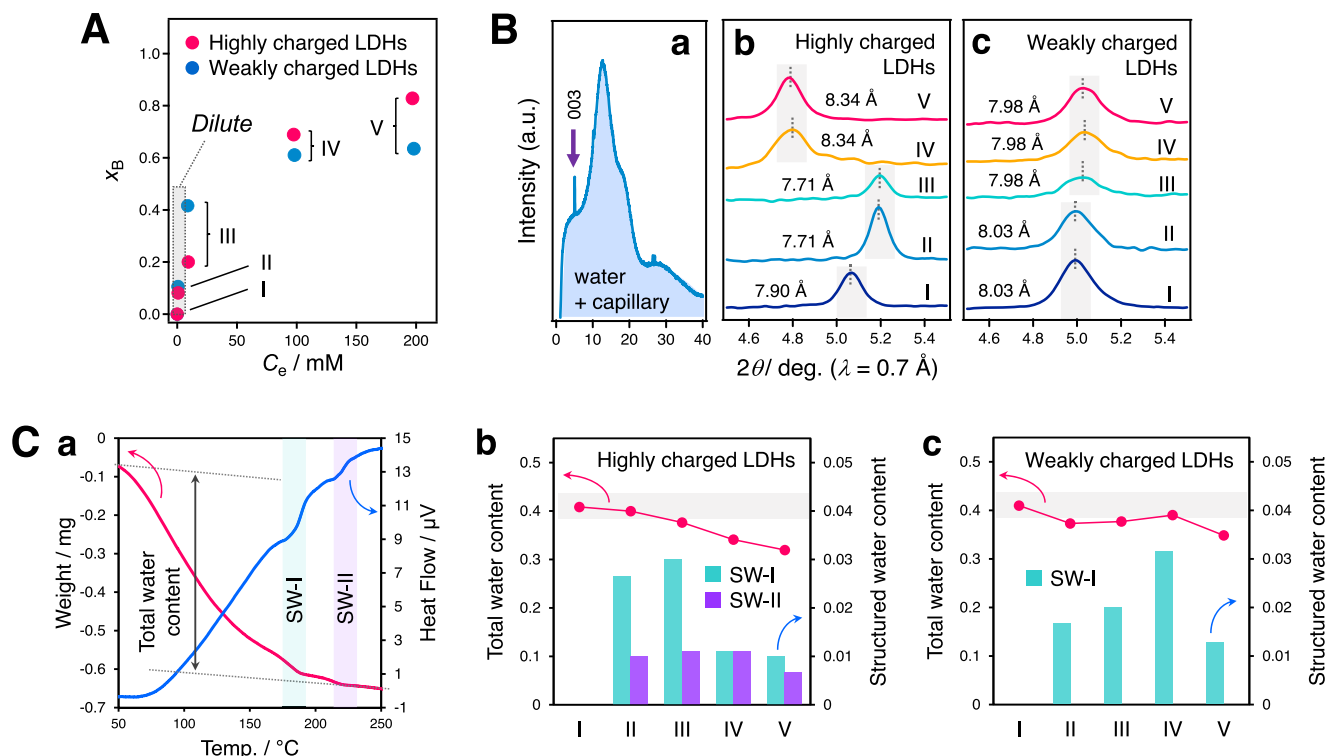 A
Highly charged LDHs
Weakly charged LDHs
Dilute
V
IV
III
II
I
x_B
1.0
0.8
0.6
0.4
0.2
0.0
0
50
100
150
200
C_e / mM
B
a
003
water
+ capillary
Intensity (a.u.)
0
10
20
30
40
b
Highly charged
LDHs
8.34 Å
V
8.34 Å
IV
7.71 Å
III
7.71 Å
II
7.90 Å
I
4.6
4.8
5.0
5.2
5.4
c
Weakly charged
LDHs
7.98 Å
V
7.98 Å
IV
7.98 Å
III
8.03 Å
II
8.03 Å
I
4.6
4.8
5.0
5.2
5.4
2θ/ deg. (λ = 0.7 Å)
C
a
Weight / mg
0
-0.1
-0.2
-0.3
-0.4
-0.5
-0.6
-0.7
Total water
content
SW-I
SW-II
15
13
11
9
7
5
3
1
-1
Heat Flow / µV
50
100
150
200
250
Temp. / °C
b
Highly charged LDHs
Total water content
0.5
0.4
0.3
0.2
0.1
0
SW-I
SW-II
0.05
0.04
0.03
0.02
0.01
0
Structured water content
I
II
III
IV
V
c
Weakly charged LDHs
Total water content
0.5
0.4
0.3
0.2
0.1
0
SW-I
0.05
0.04
0.03
0.02
0.01
0
Structured water content
I
II
III
IV
V